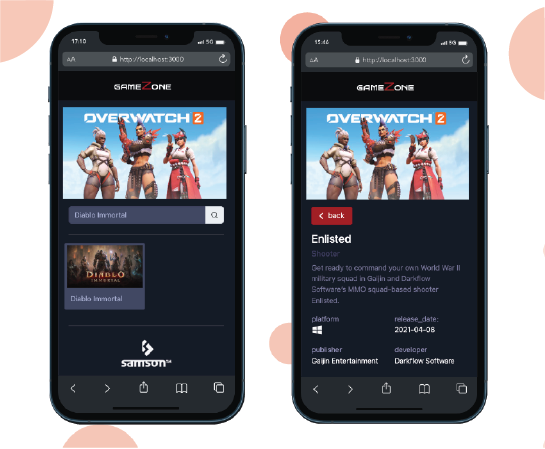 17:10
5G
AA
http://localhost:3000
GAMEZONE
OVERWATCH 2
Diablo Immortal
DIABLO
IMMORTAL
Diablo Immortal
samson
15:46
5G
AA
http://localhost:3000
GAMEZONE
OVERWATCH 2
back
Enlisted
Shooter
Get ready to command your own World War II
military squad in Gaijin and Darkflow
Software's MMO squad-based shooter
Enlisted.
platform
release_date:
2021-04-08
publisher
developer
Gaijin Entertainment
Darkflow Software